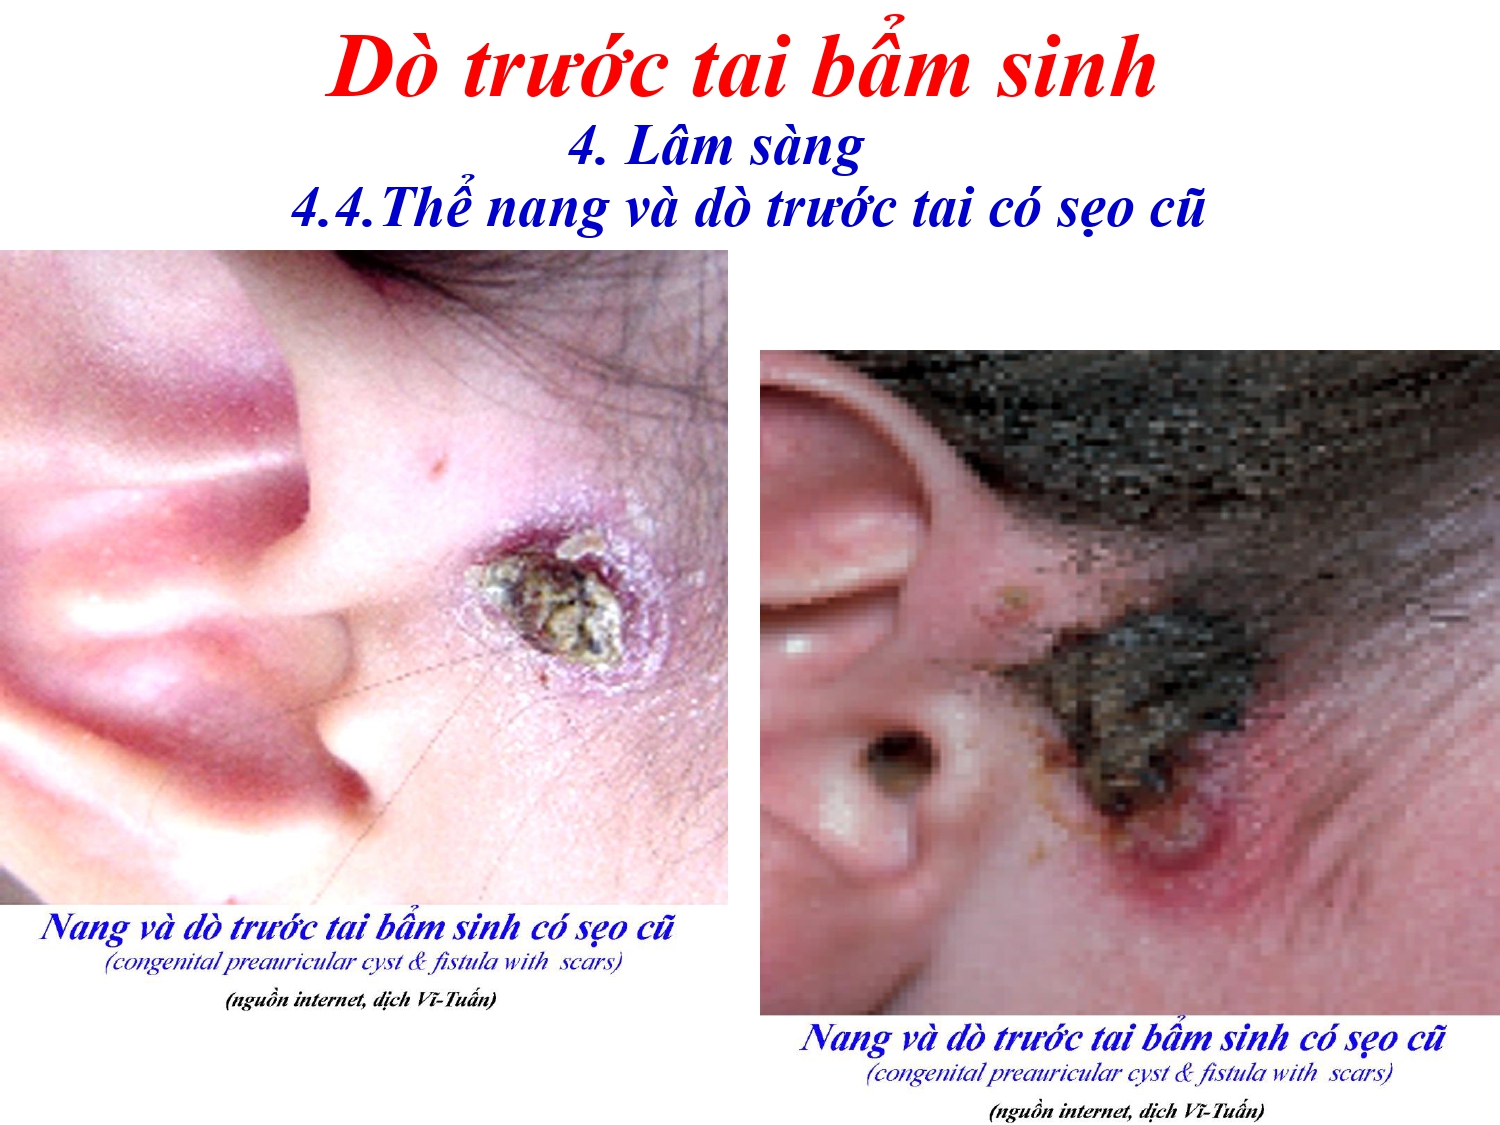 Dò trước tai bẩm sinh
4. Lâm sàng
4.4.Thể nang và dò trước tai có sẹo cũ
Nang và dò trước tai bẩm sinh có sẹo cũ
(congenital preauricular cyst & fistula with scars)
(nguồn internet, dịch Vĩ-Tuấn)
Nang và dò trước tai bẩm sinh có sẹo cũ
(congenital preauricular cyst & fistula with scars)
(nguồn internet, dịch Vĩ-Tuấn)